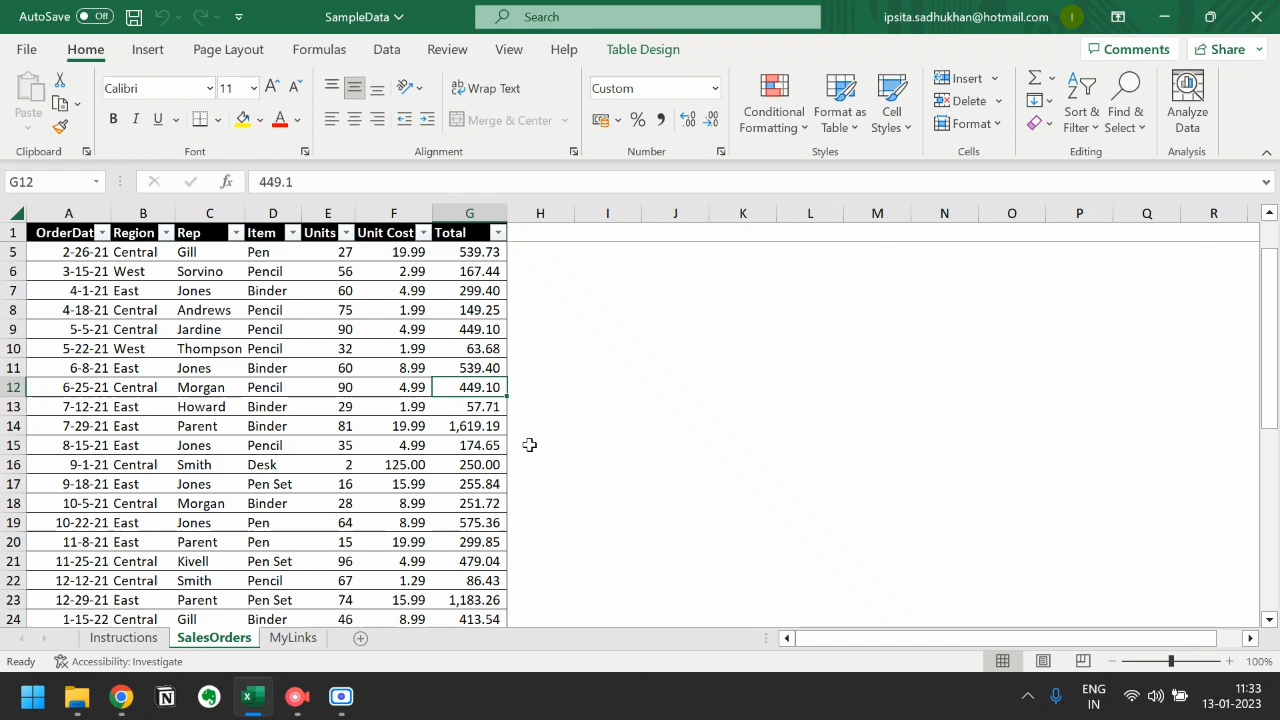 AutoSave Off SampleData Search ipsita.sadhukhan@hotmail.com I
File Home Insert Page Layout Formulas Data Review View Help Table Design Comments Share
Paste Calibri 11 Wrap Text Custom Conditional Formatting Format as Table Cell Styles Insert Sort & Filter Find & Select Analyze Data
B I U Merge & Center % Delete
Format
Clipboard Font Alignment Number Styles Cells Editing Analysis
G12 fx 449.1
A B C D E F G H I J K L M N O P Q R
1 OrderDat Region Rep Item Units Unit Cost Total
5 2-26-21 Central Gill Pen 27 19.99 539.73
6 3-15-21 West Sorvino Pencil 56 2.99 167.44
7 4-1-21 East Jones Binder 60 4.99 299.40
8 4-18-21 Central Andrews Pencil 75 1.99 149.25
9 5-5-21 Central Jardine Pencil 90 4.99 449.10
10 5-22-21 West Thompson Pencil 32 1.99 63.68
11 6-8-21 East Jones Binder 60 8.99 539.40
12 6-25-21 Central Morgan Pencil 90 4.99 449.10
13 7-12-21 East Howard Binder 29 1.99 57.71
14 7-29-21 East Parent Binder 81 19.99 1,619.19
15 8-15-21 East Jones Pencil 35 4.99 174.65
16 9-1-21 Central Smith Desk 2 125.00 250.00
17 9-18-21 East Jones Pen Set 16 15.99 255.84
18 10-5-21 Central Morgan Binder 28 8.99 251.72
19 10-22-21 East Jones Pen 64 8.99 575.36
20 11-8-21 East Parent Pen 15 19.99 299.85
21 11-25-21 Central Kivell Pen Set 96 4.99 479.04
22 12-12-21 Central Smith Pencil 67 1.29 86.43
23 12-29-21 East Parent Pen Set 74 15.99 1,183.26
24 1-15-22 Central Gill Binder 46 8.99 413.54
Instructions SalesOrders MyLinks
Ready Accessibility: Investigate 100%
ENG IN 11:33
13-01-2023